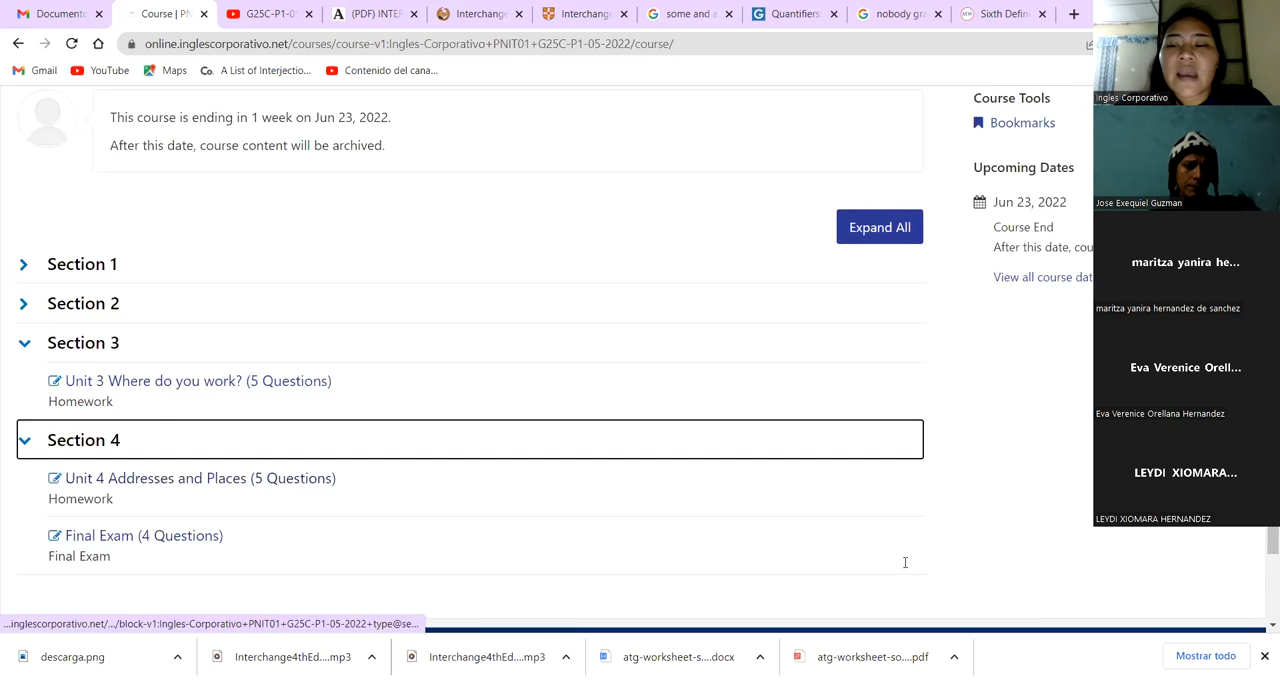 Documento
Course | PN
G25C-P1-05
(PDF) INTER
Interchange
Interchange
some and a
Quantifiers:
nobody gra
Sixth Defini
online.inglescorporativo.net/courses/course-v1:Ingles-Corporativo+PNIT01+G25C-P1-05-2022/course/
Gmail
YouTube
Maps
A List of Interjectio...
Contenido del cana...
This course is ending in 1 week on Jun 23, 2022.
After this date, course content will be archived.
Expand All
Section 1
Section 2
Section 3
Unit 3 Where do you work? (5 Questions)
Homework
Section 4
Unit 4 Addresses and Places (5 Questions)
Homework
Final Exam (4 Questions)
Final Exam
Course Tools
Bookmarks
Upcoming Dates
Jun 23, 2022
Course End
After this date, cou
View all course dat
Ingles Corporativo
Jose Exequiel Guzman
maritza yanira he...
maritza yanira hernandez de sanchez
Eva Verenice Orell...
Eva Verenice Orellana Hernandez
LEYDI XIOMARA...
LEYDI XIOMARA HERNANDEZ
...inglescorporativo.net/.../block-v1:Ingles-Corporativo+PNIT01+G25C-P1-05-2022+type@se...
descarga.png
Interchange4thEd....mp3
Interchange4thEd....mp3
atg-worksheet-s....docx
atg-worksheet-so....pdf
Mostrar todo